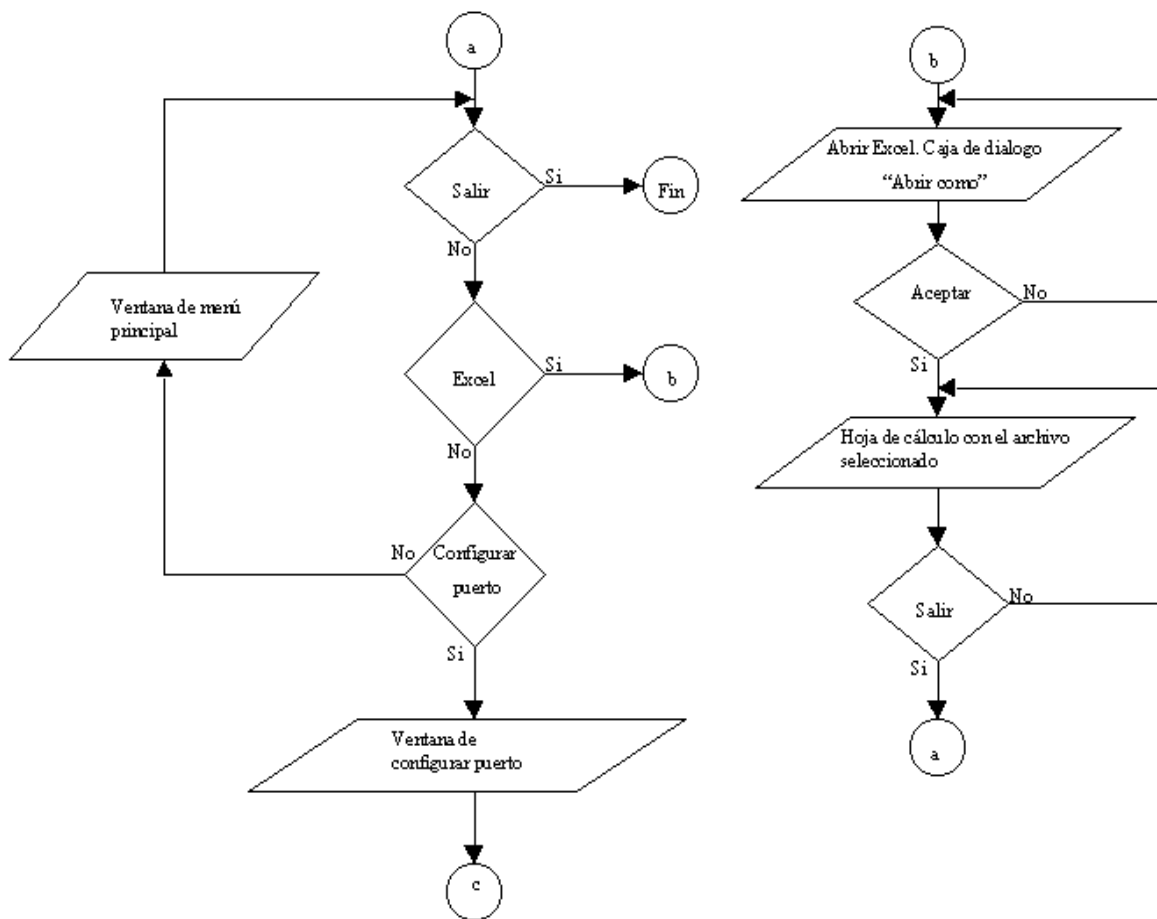 a
Salir
Si
Fin
No
Ventana de menú
principal
Excel
Si
b
No
No
Configurar
puerto
Si
Ventana de
configurar puerto
c
b
Abrir Excel. Caja de dialogo
“Abrir como”
Aceptar
No
Si
Hoja de cálculo con el archivo
seleccionado
Salir
No
Si
a